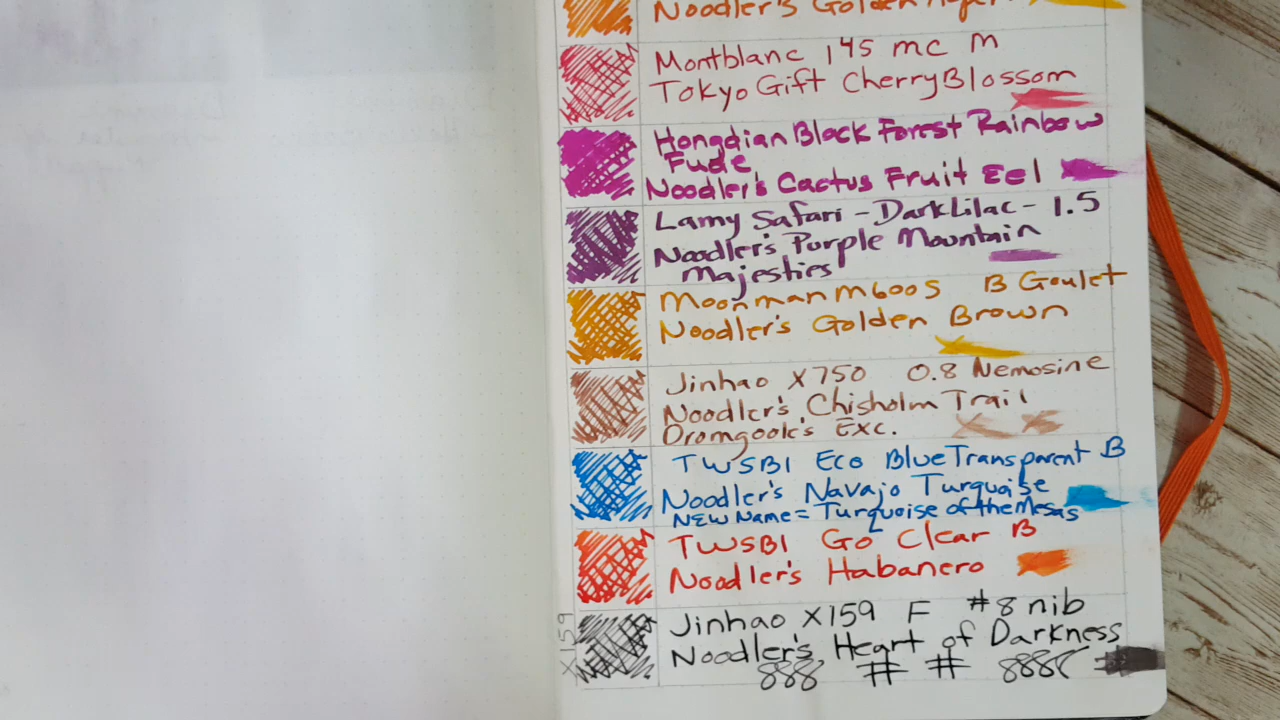 Noodler's Golden
Montblanc 145 mc M
Tokyo Gift Cherry Blossom
Hongdian Black Forest Rainbow
Fude
Noodler's Cactus Fruit Eel
Lamy Safari - Dark Lilac - 1.5
Noodler's Purple Mountain
Majesties
Moonman M600S B Goulet
Noodler's Golden Brown
Jinhao X750 0.8 Nemosine
Noodler's Chisholm Trail
Dromgoole's Exc.
TWSBI Eco Blue Transparent B
Noodler's Navajo Turquoise
New Name = Turquoise of the Mesas
TWSBI Go Clear B
Noodler's Habanero
X159
Jinhao X159 F #8 nib
Noodler's Heart of Darkness
888 # # 888